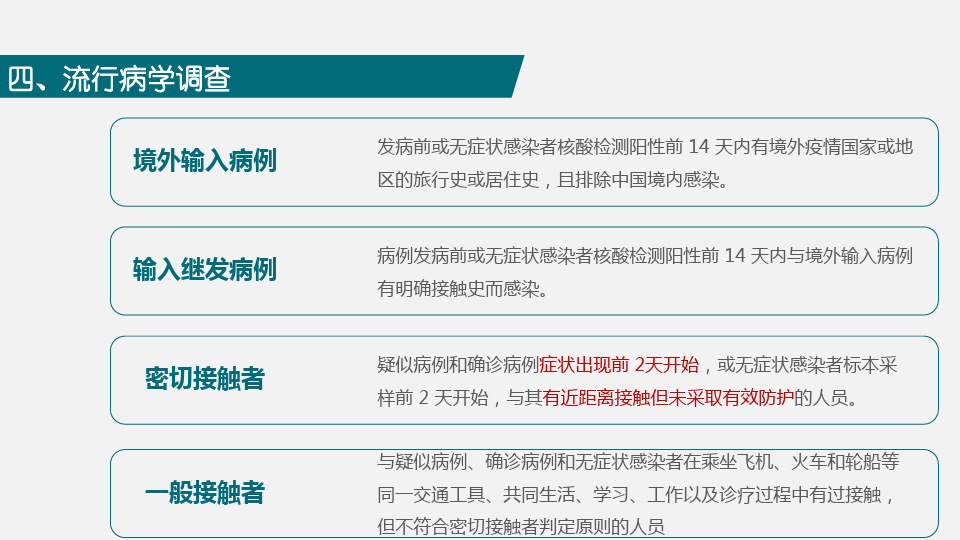 四、流行病学调查
境外输入病例
发病前或无症状感染者核酸检测阳性前 14 天内有境外疫情国家或地
区的旅行史或居住史，且排除中国境内感染。
输入继发病例
病例发病前或无症状感染者核酸检测阳性前 14 天内与境外输入病例
有明确接触史而感染。
密切接触者
疑似病例和确诊病例症状出现前 2天开始，或无症状感染者标本采
样前 2 天开始，与其有近距离接触但未采取有效防护的人员。
一般接触者
与疑似病例、确诊病例和无症状感染者在乘坐飞机、火车和轮船等
同一交通工具、共同生活、学习、工作以及诊疗过程中有过接触，
但不符合密切接触者判定原则的人员